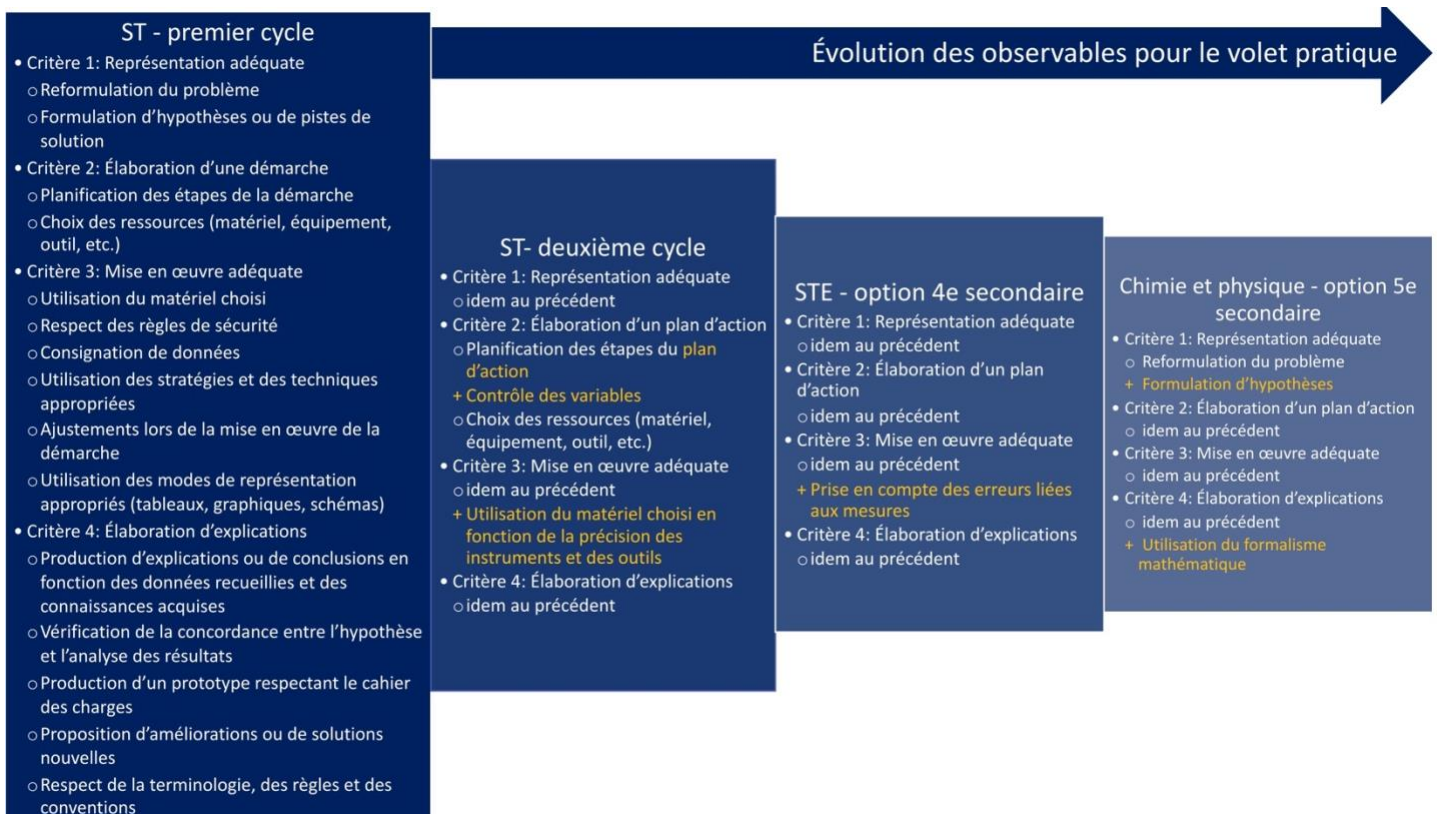 Évolution des observables pour le volet pratique
ST - premier cycle
• Critère 1: Représentation adéquate
o Reformulation du problème
o Formulation d'hypothèses ou de pistes de
solution
• Critère 2: Élaboration d'une démarche
o Planification des étapes de la démarche
o Choix des ressources (matériel, équipement,
outil, etc.)
• Critère 3: Mise en œuvre adéquate
o Utilisation du matériel choisi
o Respect des règles de sécurité
o Consignation de données
o Utilisation des stratégies et des techniques
appropriées
o Ajustements lors de la mise en œuvre de la
démarche
o Utilisation des modes de représentation
appropriés (tableaux, graphiques, schémas)
• Critère 4: Élaboration d'explications
o Production d'explications ou de conclusions en
fonction des données recueillies et des
connaissances acquises
o Vérification de la concordance entre l'hypothèse
et l'analyse des résultats
o Production d'un prototype respectant le cahier
des charges
o Proposition d'améliorations ou de solutions
nouvelles
o Respect de la terminologie, des règles et des
conventions
ST- deuxième cycle
• Critère 1: Représentation adéquate
o idem au précédent
• Critère 2: Élaboration d'un plan d'action
o Planification des étapes du plan
d'action
+ Contrôle des variables
o Choix des ressources (matériel,
équipement, outil, etc.)
• Critère 3: Mise en œuvre adéquate
o idem au précédent
+ Utilisation du matériel choisi en
fonction de la précision des
instruments et des outils
• Critère 4: Élaboration d'explications
o idem au précédent
STE - option 4e secondaire
• Critère 1: Représentation adéquate
o idem au précédent
• Critère 2: Élaboration d'un plan
d'action
o idem au précédent
• Critère 3: Mise en œuvre adéquate
o idem au précédent
+ Prise en compte des erreurs liées
aux mesures
• Critère 4: Élaboration d'explications
o idem au précédent
Chimie et physique - option 5e
secondaire
• Critère 1: Représentation adéquate
o Reformulation du problème
+ Formulation d'hypothèses
• Critère 2: Élaboration d'un plan d'action
o idem au précédent
• Critère 3: Mise en œuvre adéquate
o idem au précédent
• Critère 4: Élaboration d'explications
o idem au précédent
+ Utilisation du formalisme
mathématique